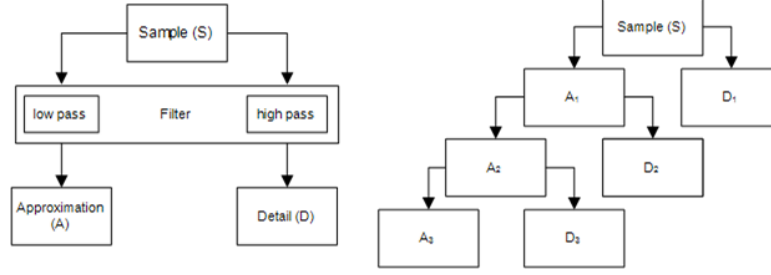 Sample (S)
low pass
Filter
high pass
Approximation
(A)
Detail (D)
Sample (S)
A₁
D₁
A₂
D₂
A₃
D₃